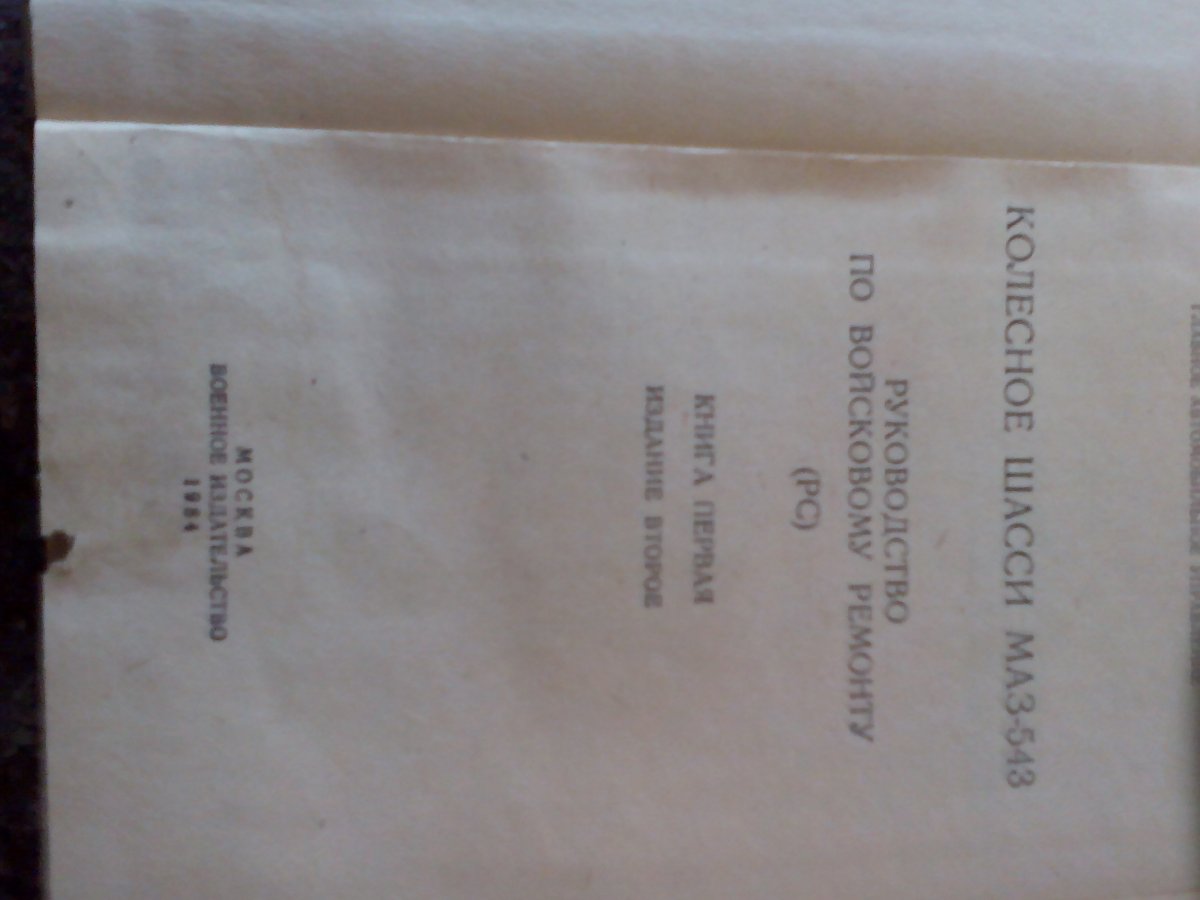 КОЛЕСНОЕ ШАССИ МАЗ-543
РУКОВОДСТВО
ПО ВОЙСКОВОМУ РЕМОНТУ
(РС)
КНИГА ПЕРВАЯ
ИЗДАНИЕ ВТОРОЕ
МОСКВА
ВОЕННОЕ ИЗДАТЕЛЬСТВО
1984